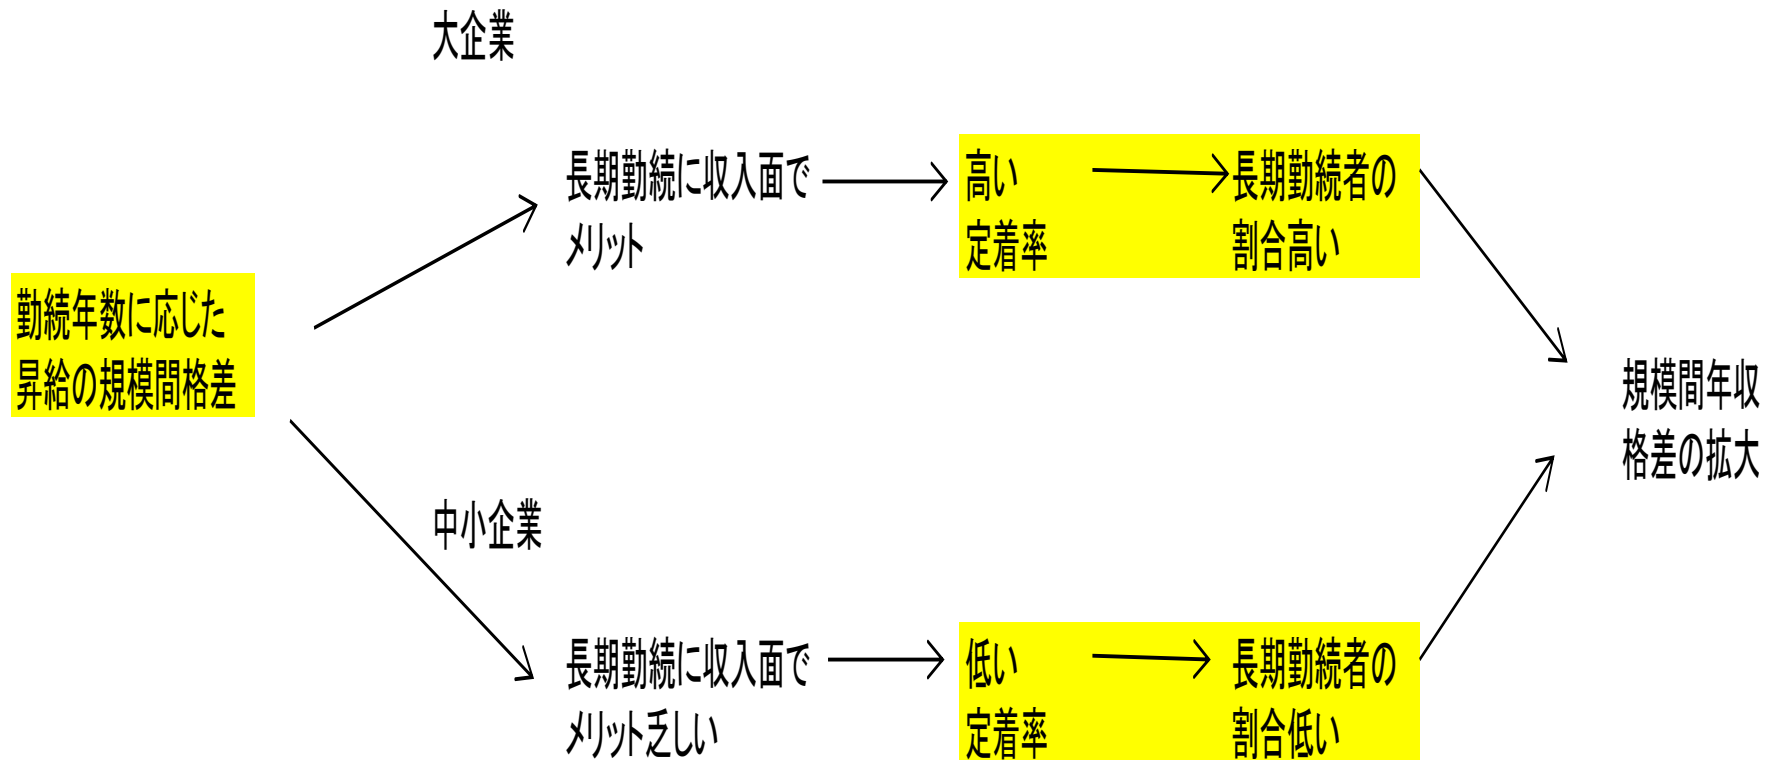 大企業
長期勤続に収入面で
メリット
高い
定着率
長期勤続者の
割合高い
勤続年数に応じた
昇給の規模間格差
規模間年収
格差の拡大
中小企業
長期勤続に収入面で
メリット乏しい
低い
定着率
長期勤続者の
割合低い